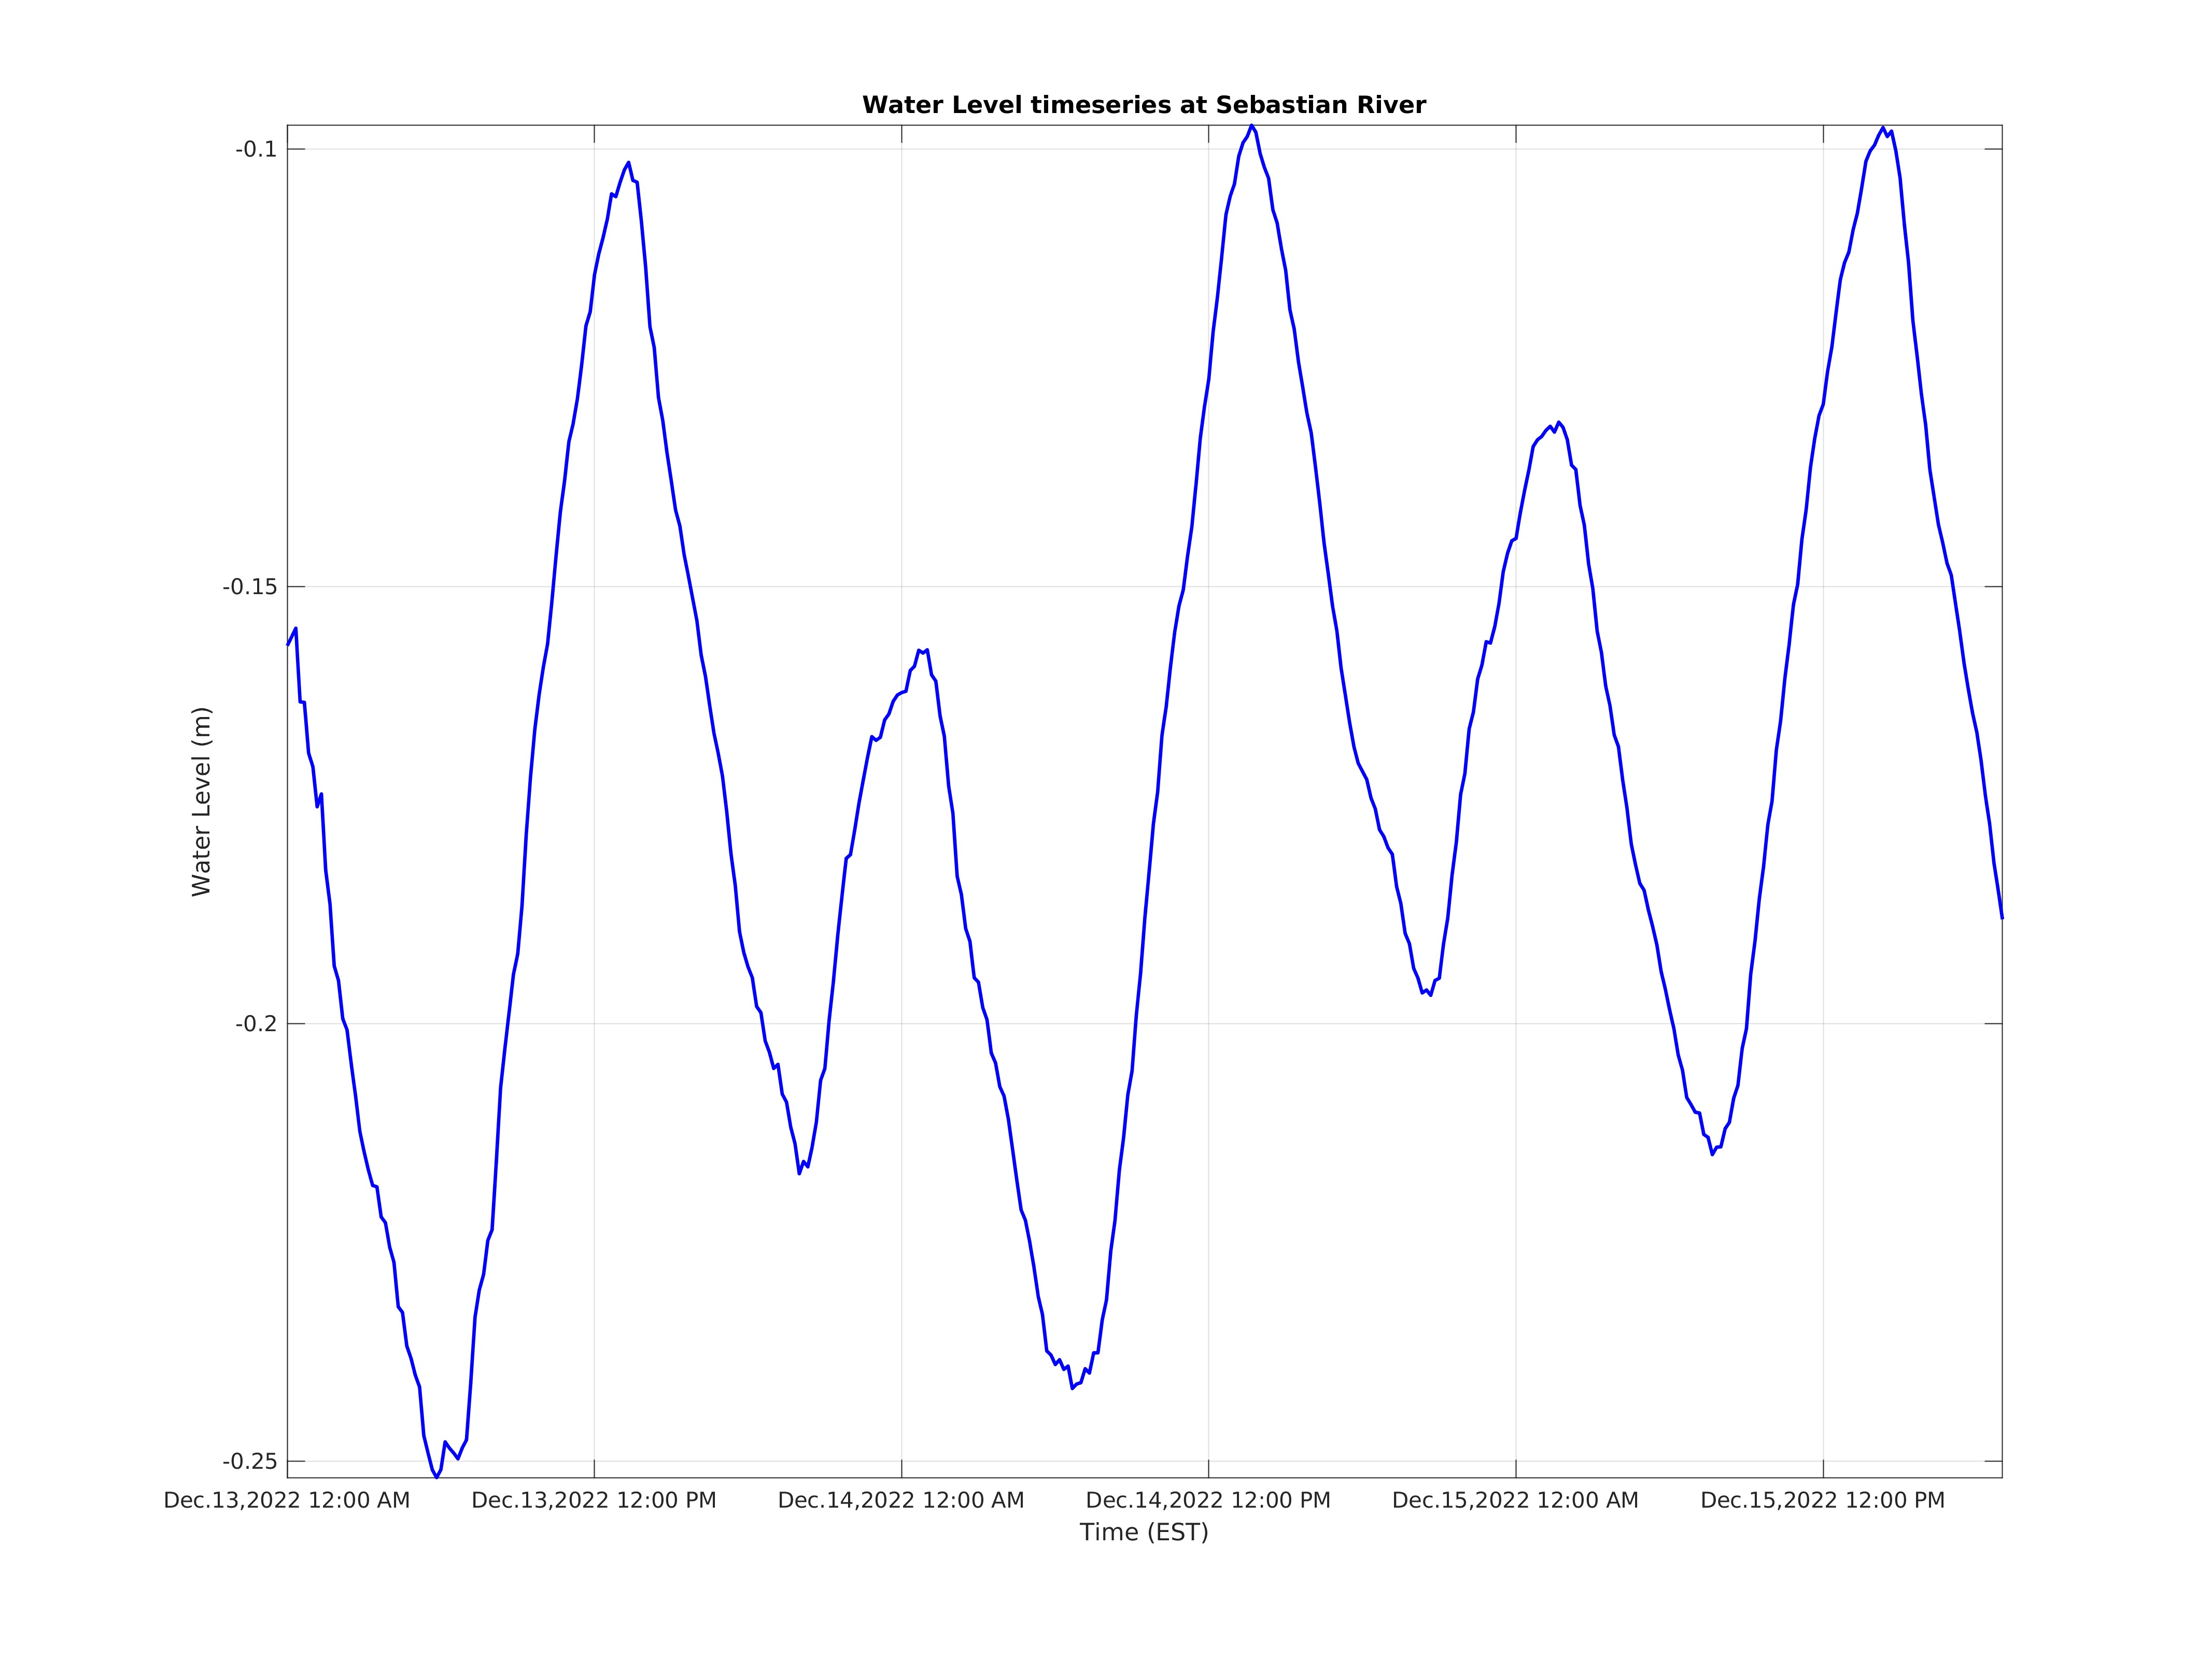 Water Level timeseries at Sebastian River
-0.1
-0.15
-0.2
-0.25
Water Level (m)
Dec.13,2022 12:00 AM
Dec.13,2022 12:00 PM
Dec.14,2022 12:00 AM
Dec.14,2022 12:00 PM
Dec.15,2022 12:00 AM
Dec.15,2022 12:00 PM
Time (EST)